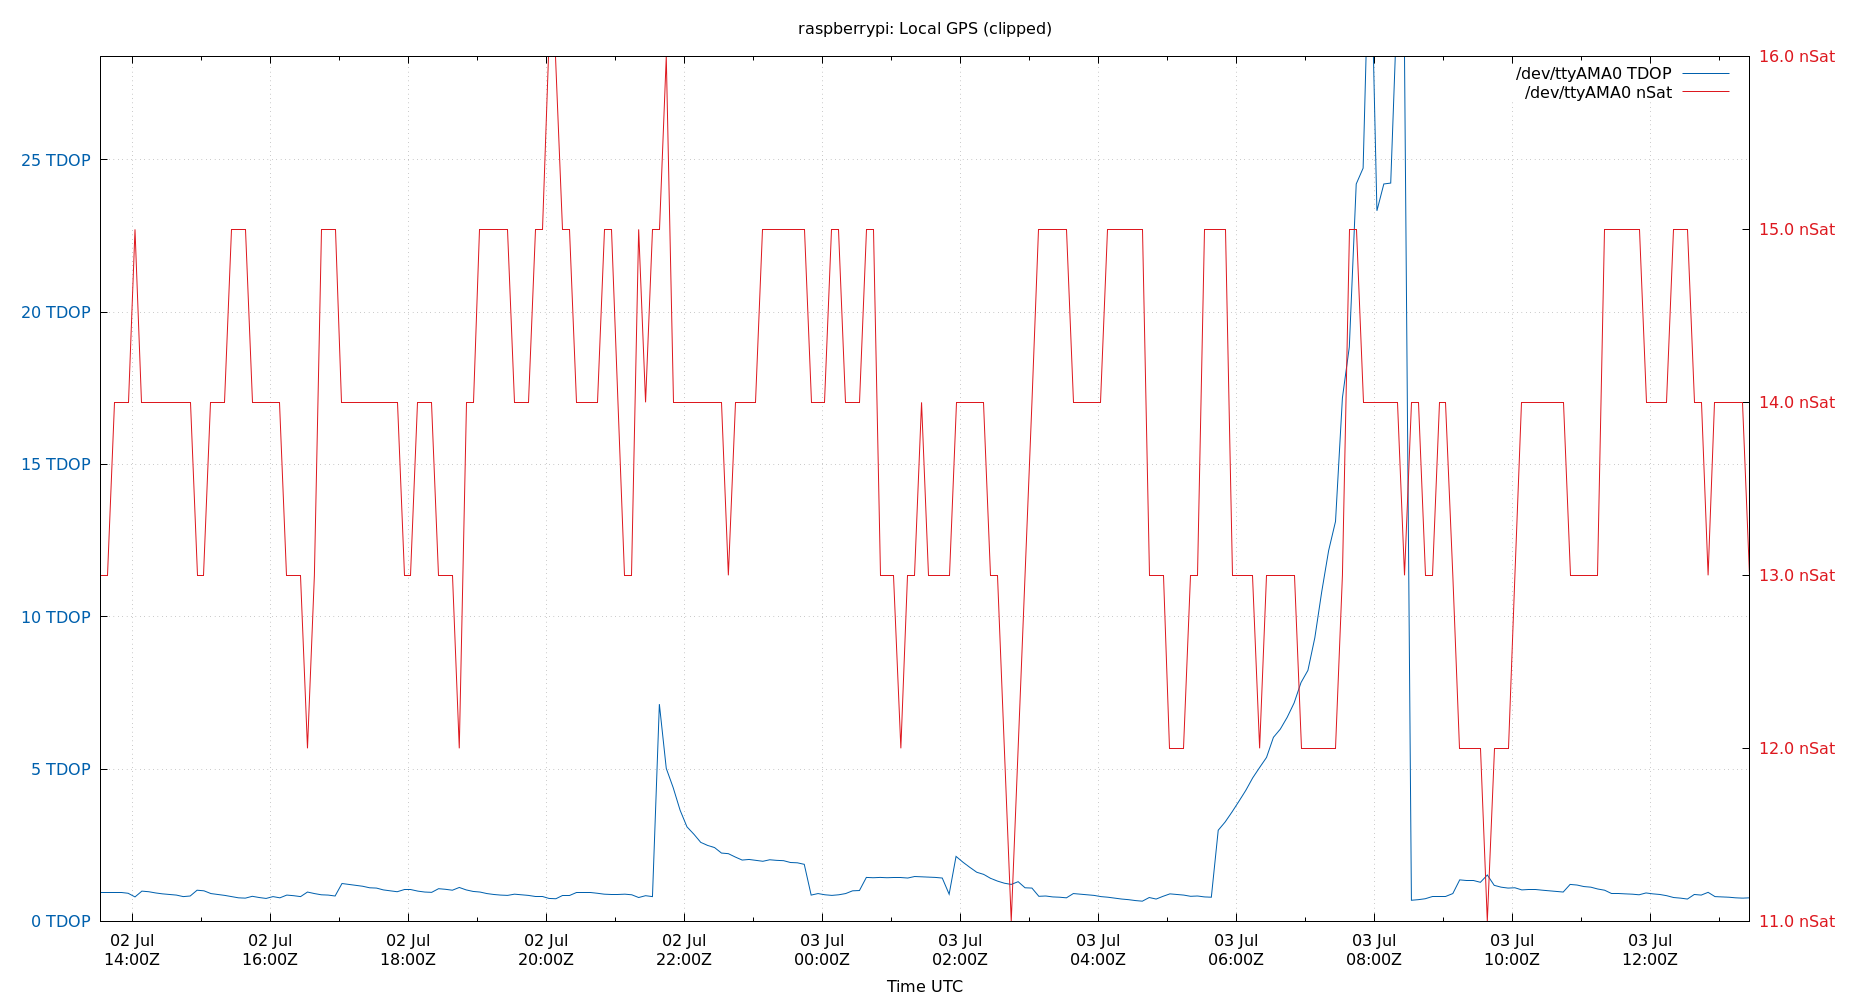 raspberrypi: Local GPS (clipped)
16.0 nSat
/dev/ttyAMA0 TDOP
/dev/ttyAMA0 nSat
25 TDOP
15.0 nSat
20 TDOP
14.0 nSat
15 TDOP
13.0 nSat
10 TDOP
12.0 nSat
5 TDOP
0 TDOP
11.0 nSat
02 Jul
14:00Z
02 Jul
16:00Z
02 Jul
18:00Z
02 Jul
20:00Z
02 Jul
22:00Z
03 Jul
00:00Z
03 Jul
02:00Z
03 Jul
04:00Z
03 Jul
06:00Z
03 Jul
08:00Z
03 Jul
10:00Z
03 Jul
12:00Z
Time UTC